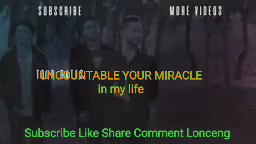 SUBSCRIBE
MORE VIDEOS
UNCOUNTABLE YOUR MIRACLE
in my life
Subscribe Like Share Comment Lonceng